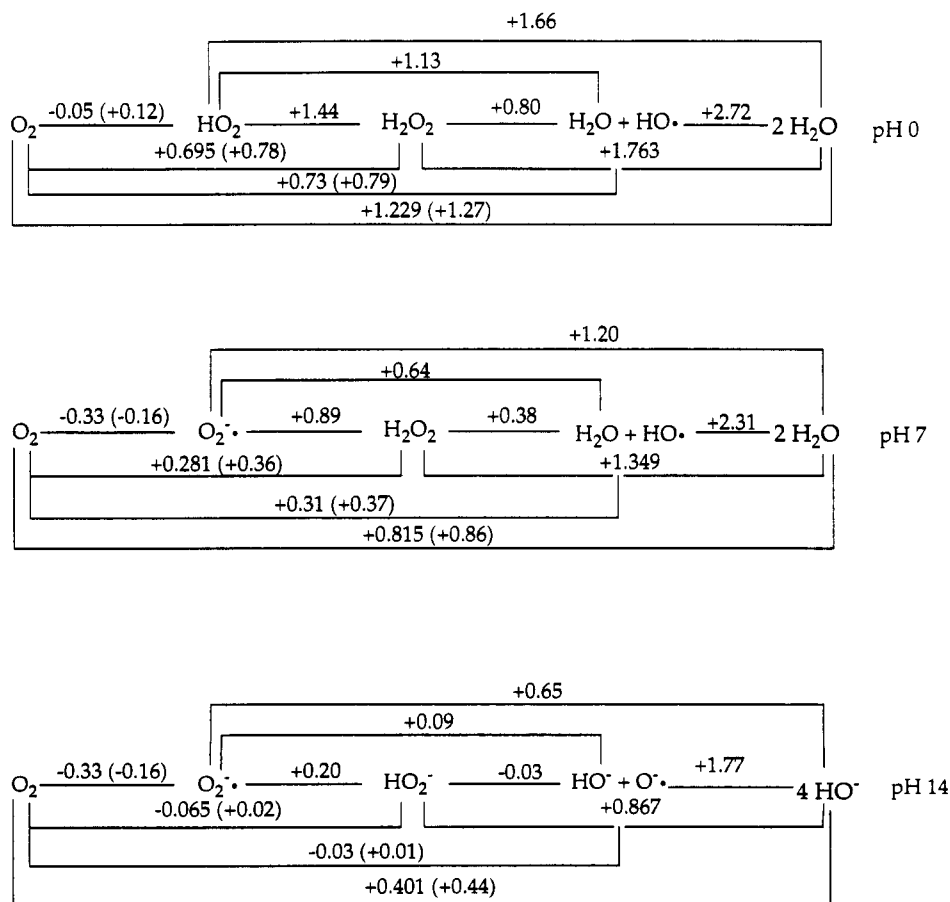 +1.66
+1.13
O₂ -0.05 (+0.12) HO₂ +1.44 H₂O₂ +0.80 H₂O + HO• +2.72 2 H₂O pH 0
+0.695 (+0.78) +1.763
+0.73 (+0.79)
+1.229 (+1.27)
+1.20
+0.64
O₂ -0.33 (-0.16) O₂⁻• +0.89 H₂O₂ +0.38 H₂O + HO• +2.31 2 H₂O pH 7
+0.281 (+0.36) +1.349
+0.31 (+0.37)
+0.815 (+0.86)
+0.65
+0.09
O₂ -0.33 (-0.16) O₂⁻• +0.20 HO₂⁻ -0.03 HO⁻ + O⁻• +1.77 4 HO⁻ pH 14
-0.065 (+0.02) +0.867
-0.03 (+0.01)
+0.401 (+0.44)